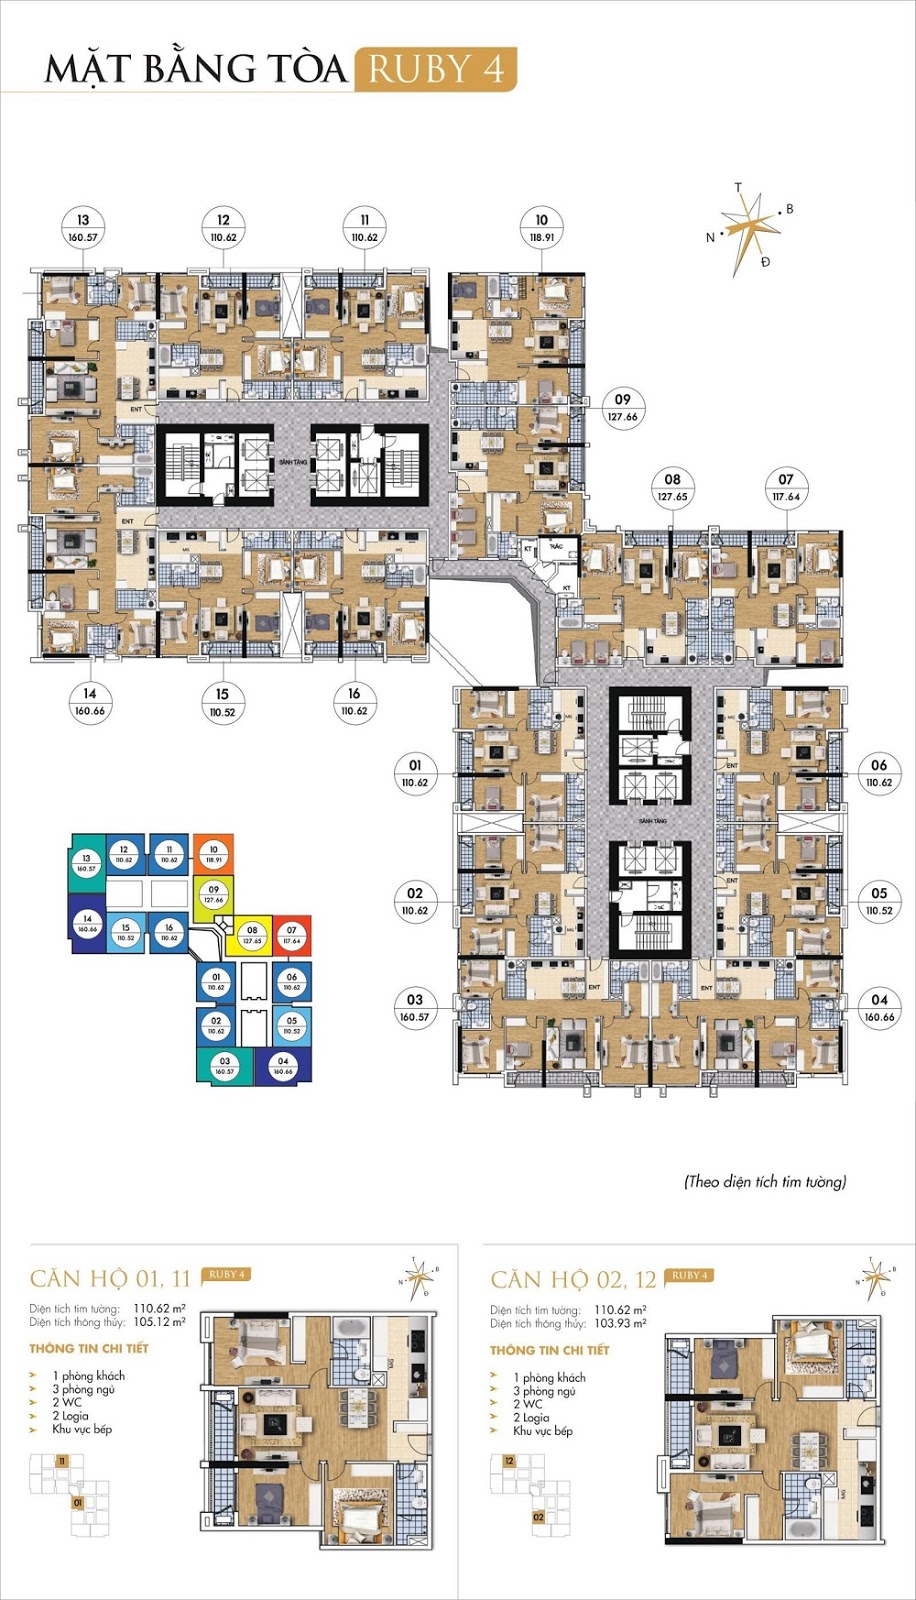 MẶT BẰNG TÒA RUBY 4
T
B
N
Đ
13
160.57
12
110.62
11
110.62
10
118.91
09
127.66
08
127.65
07
117.64
ENT
SẢNH TẦNG
ENT
MG
MG
KT
RÁC
KT
14
160.66
15
110.52
16
110.62
01
110.62
06
110.62
MG
MG
ENT
SẢNH TẦNG
02
110.62
05
110.52
ENT
MG
03
160.57
04
160.66
ENT
ENT
13
160.57
12
110.62
11
110.62
10
118.91
09
127.66
14
160.66
15
110.52
16
110.62
08
127.65
07
117.64
01
110.62
06
110.62
02
110.62
05
110.52
03
160.57
04
160.66
(Theo diện tích tim tường)
CĂN HỘ 01, 11 RUBY 4
T
B
N
Đ
Diện tích tim tường: 110.62 m²
Diện tích thông thủy: 105.12 m²
THÔNG TIN CHI TIẾT
1 phòng khách
3 phòng ngủ
2 WC
2 Logia
Khu vực bếp
MG
11
01
CĂN HỘ 02, 12 RUBY 4
T
B
N
Đ
Diện tích tim tường: 110.62 m²
Diện tích thông thủy: 103.93 m²
THÔNG TIN CHI TIẾT
1 phòng khách
3 phòng ngủ
2 WC
2 Logia
Khu vực bếp
MG
12
02